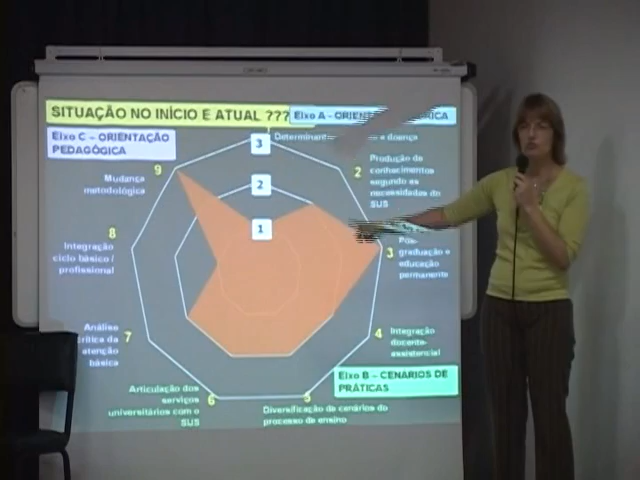 SITUAÇÃO NO INÍCIO E ATUAL ???
Eixo A – ORIEN
Eixo C – ORIENTAÇÃO
PEDAGÓGICA
3
Determinan
doença
2
Produção de
conhecimentos
segundo as
necessidades do
SUS
9
Mudança
metodológica
2
1
8
Integração
ciclo básico /
profissional
3
graduação e
educação
permanente
4
Integração
docente-
assistencial
7
Análise
crítica da
atenção
básica
Eixo B – CENÁRIOS DE
PRÁTICAS
6
Articulação dos
serviços
universitários com o
SUS
5
Diversificação de cenários do
processo de ensino